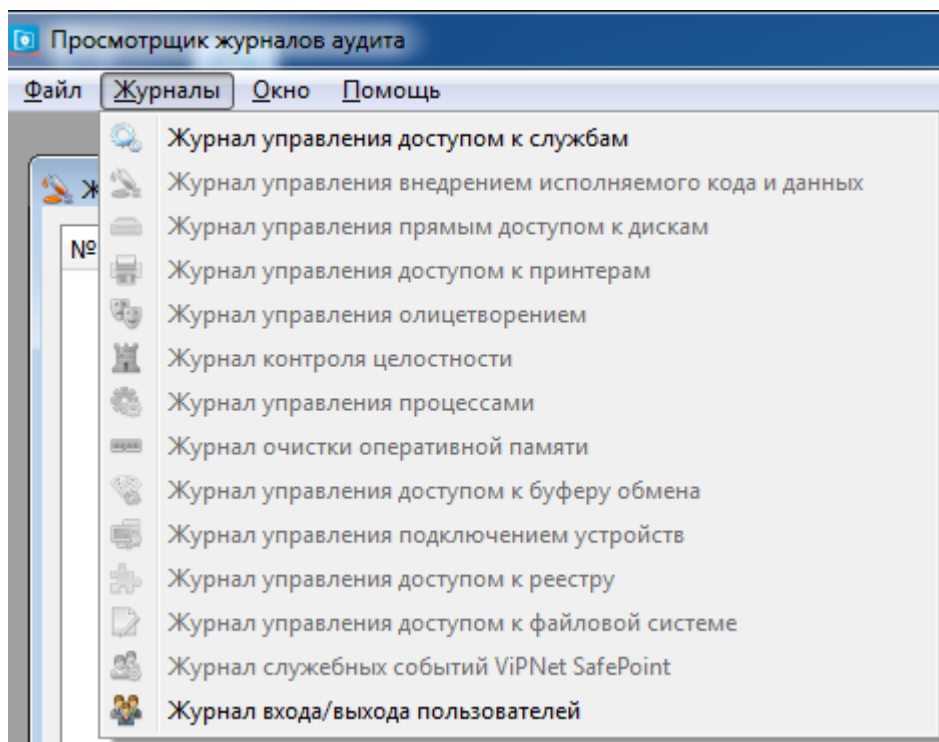 Просмотрщик журналов аудита
Файл Журналы Окно Помощь
Журнал управления доступом к службам
Ж
Журнал управления внедрением исполняемого кода и данных
Журнал управления прямым доступом к дискам
№
Журнал управления доступом к принтерам
Журнал управления олицетворением
Журнал контроля целостности
Журнал управления процессами
Журнал очистки оперативной памяти
Журнал управления доступом к буферу обмена
Журнал управления подключением устройств
Журнал управления доступом к реестру
Журнал управления доступом к файловой системе
Журнал служебных событий ViPNet SafePoint
Журнал входа/выхода пользователей